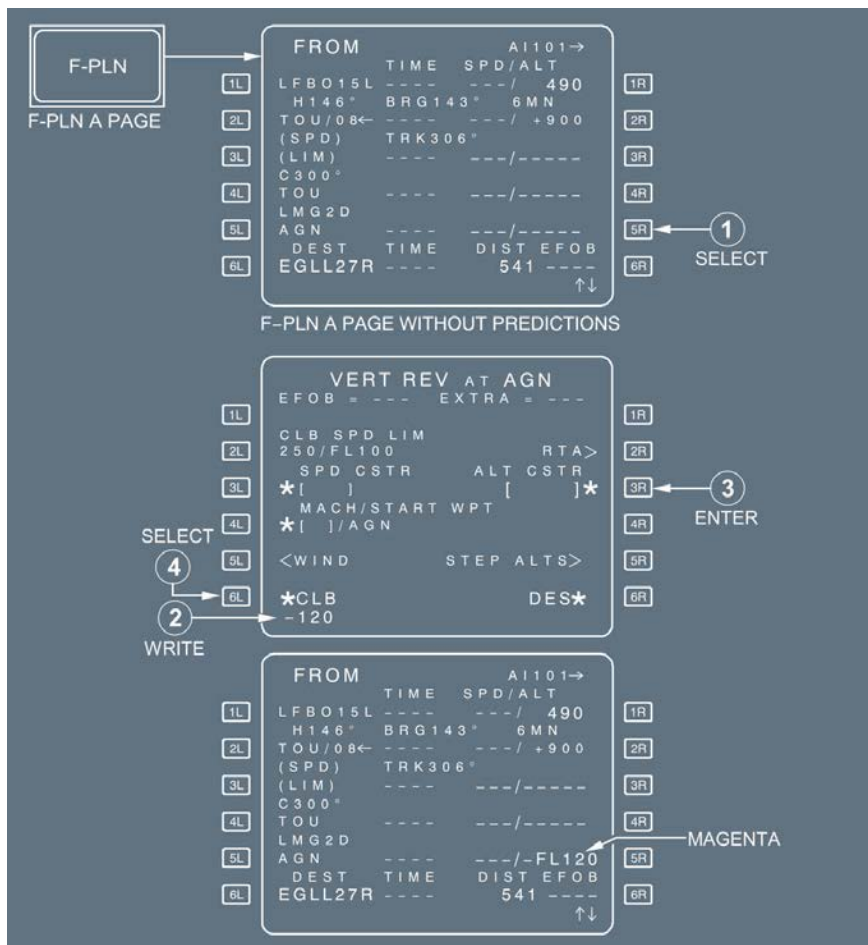 F-PLN
F-PLN A PAGE
FROM AI101→
TIME SPD/ALT
1L LFBO15L ---- ---/ 490 1R
H146° BRG143° 6MN
2L TOU/08← ---- ---/ +900 2R
(SPD) TRK306°
3L (LIM) ---- ---/----- 3R
C300°
4L TOU ---- ---/----- 4R
LMG2D
5L AGN ---- ---/----- 5R 1
SELECT
DEST TIME DIST EFOB
6L EGLL27R ---- 541 ---- 6R
↑↓
F-PLN A PAGE WITHOUT PREDICTIONS
VERT REV AT AGN
EFOB = --- EXTRA = ---
1L 1R
CLB SPD LIM
2L 250/FL100 RTA> 2R
SPD CSTR ALT CSTR
3L *[ ] [ ]* 3R 3
ENTER
MACH/START WPT
4L *[ ]/AGN 4R
SELECT
4
5L <WIND STEP ALTS> 5R
6L *CLB DES* 6R
2 -120
WRITE
FROM AI101→
TIME SPD/ALT
1L LFBO15L ---- ---/ 490 1R
H146° BRG143° 6MN
2L TOU/08← ---- ---/ +900 2R
(SPD) TRK306°
3L (LIM) ---- ---/----- 3R
C300°
4L TOU ---- ---/----- 4R
LMG2D
MAGENTA
5L AGN ---- ---/-FL120 5R
DEST TIME DIST EFOB
6L EGLL27R ---- 541 ---- 6R
↑↓